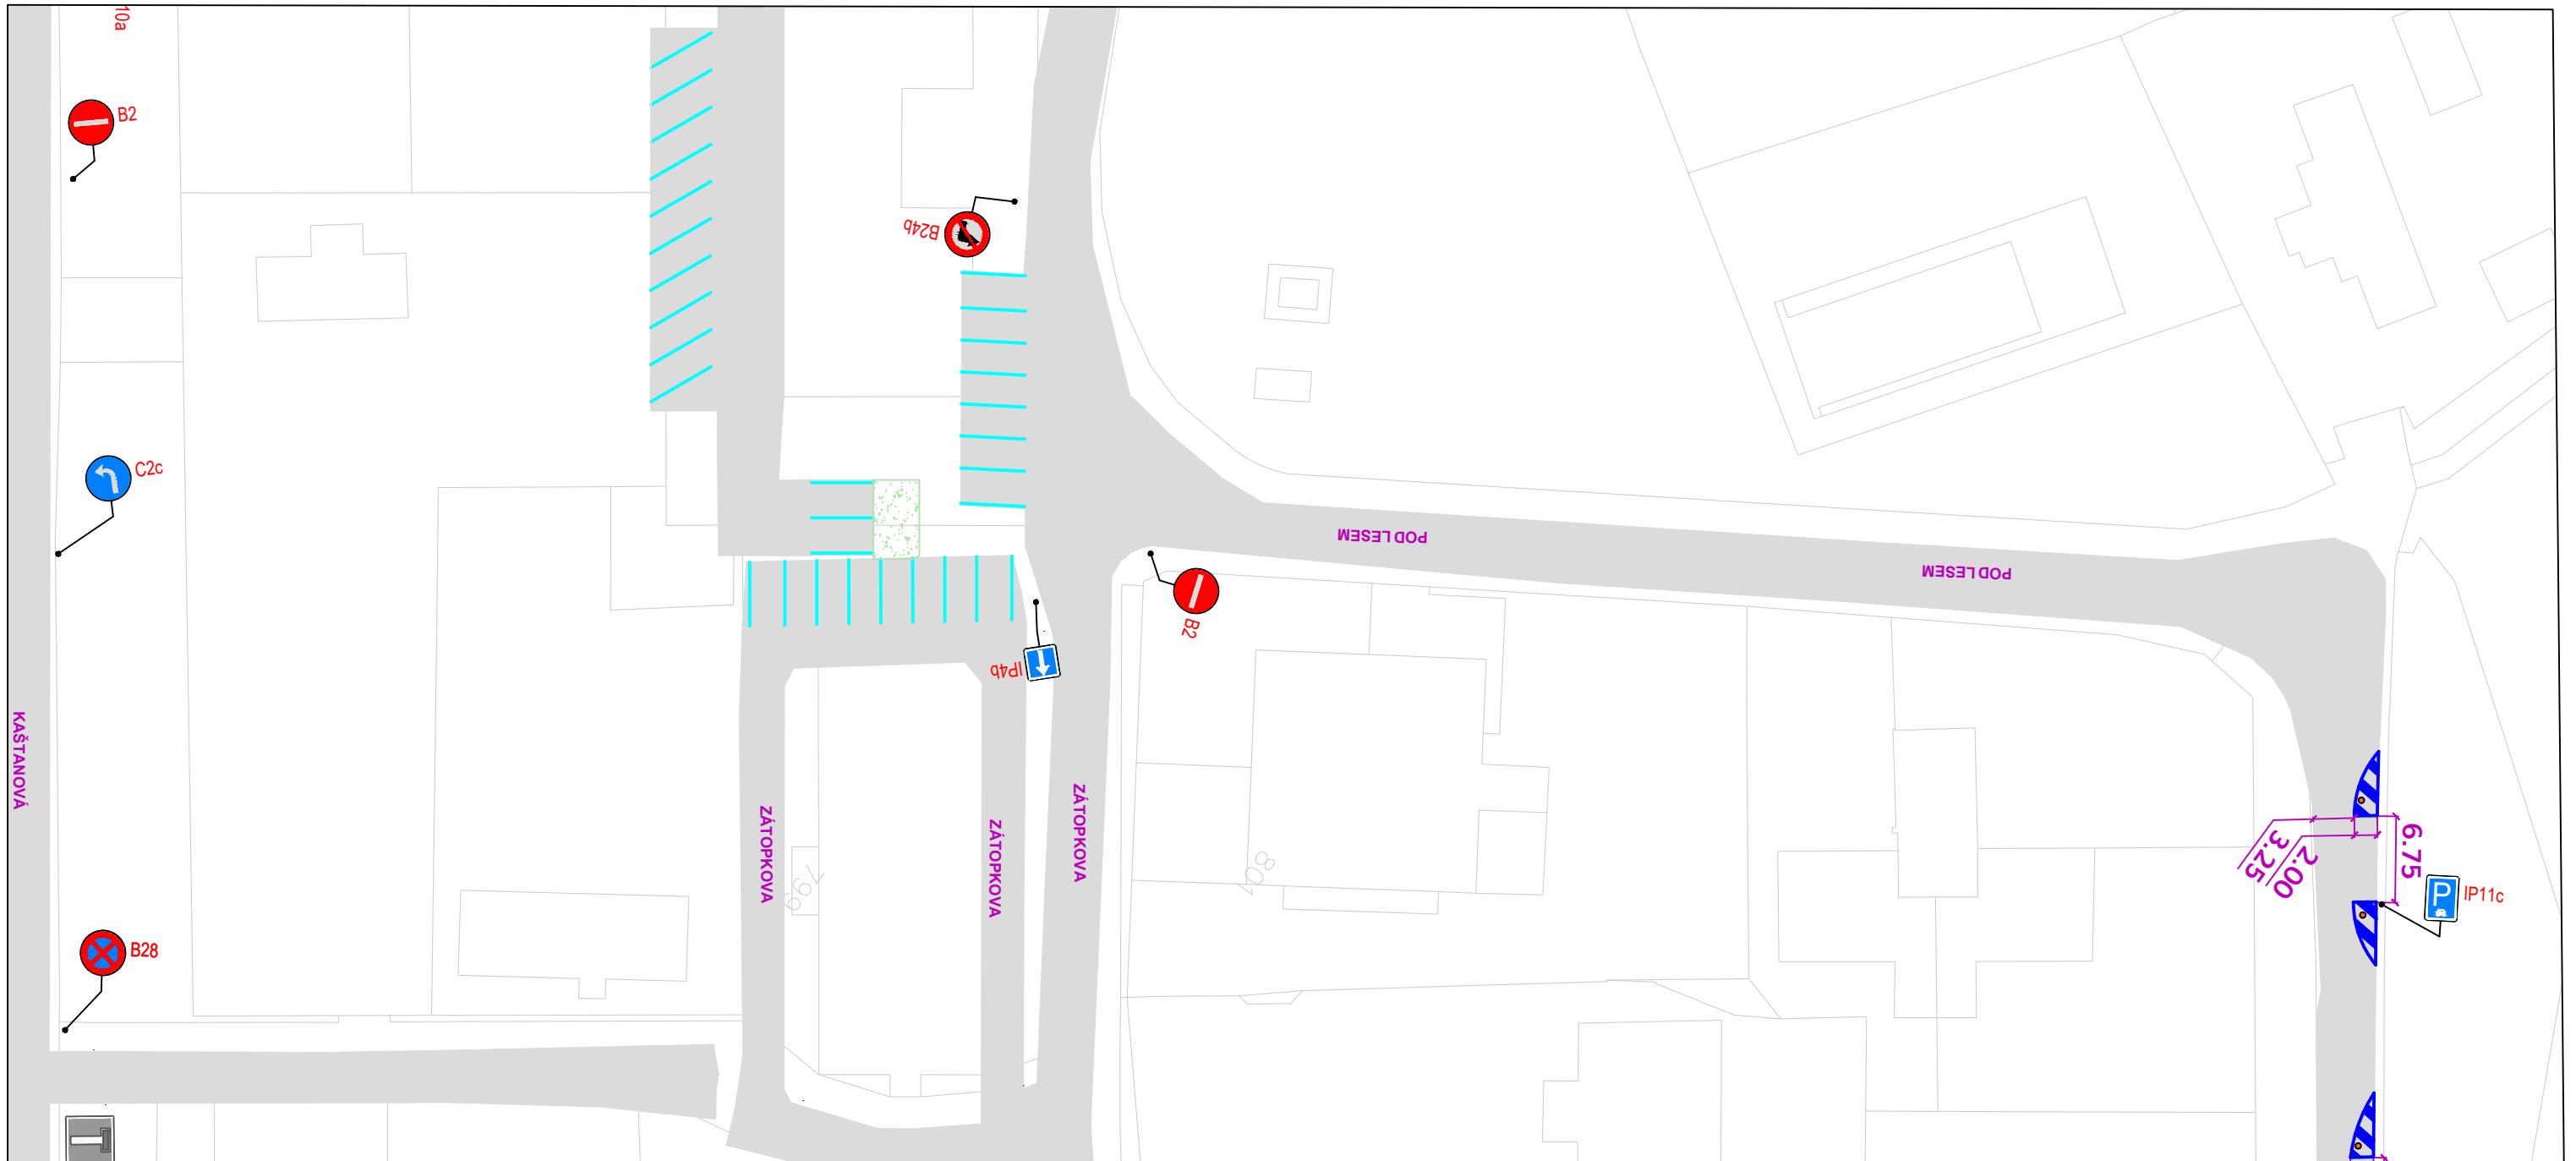 10a
B2
B24b
C2c
POD LESEM
POD LESEM
B2
IP4b
KAŠTANOVÁ
ZÁTOPKOVA
ZÁTOPKOVA
ZÁTOPKOVA
6.75
2.00
3.25
P
IP11c
B28